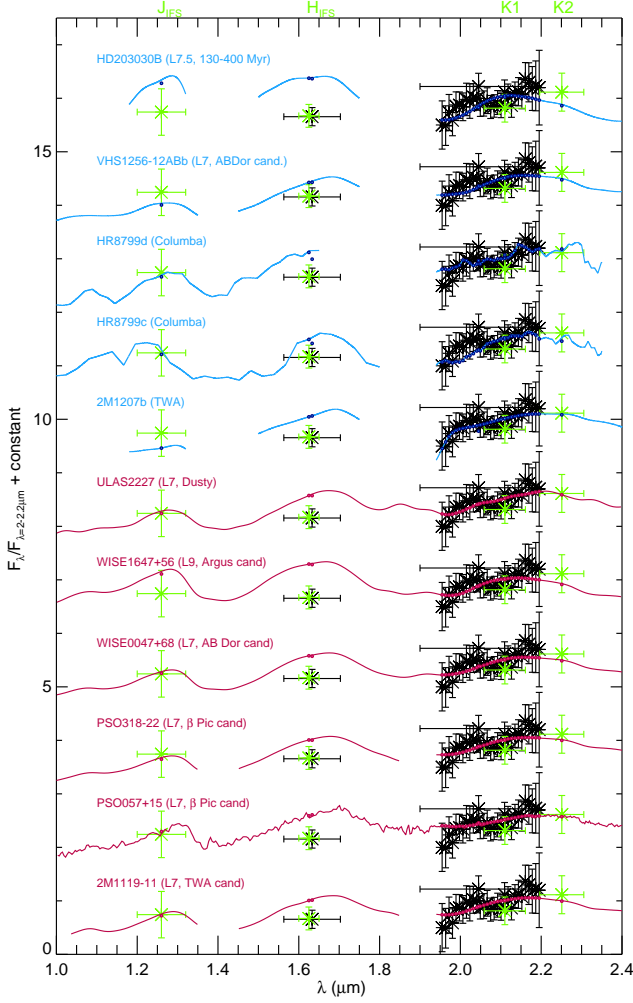 J_IFS H_IFS K1 K2
HD203030B (L7.5, 130-400 Myr)
15
VHS1256-12ABb (L7, ABDor cand.)
HR8799d (Columba)
HR8799c (Columba)
10
2M1207b (TWA)
F_λ/F_λ=2-2.2μm + constant
ULAS2227 (L7, Dusty)
WISE1647+56 (L9, Argus cand)
WISE0047+68 (L7, AB Dor cand)
5
PSO318-22 (L7, β Pic cand)
PSO057+15 (L7, β Pic cand)
2M1119-11 (L7, TWA cand)
0
1.0 1.2 1.4 1.6 1.8 2.0 2.2 2.4 2.6
λ (μm)